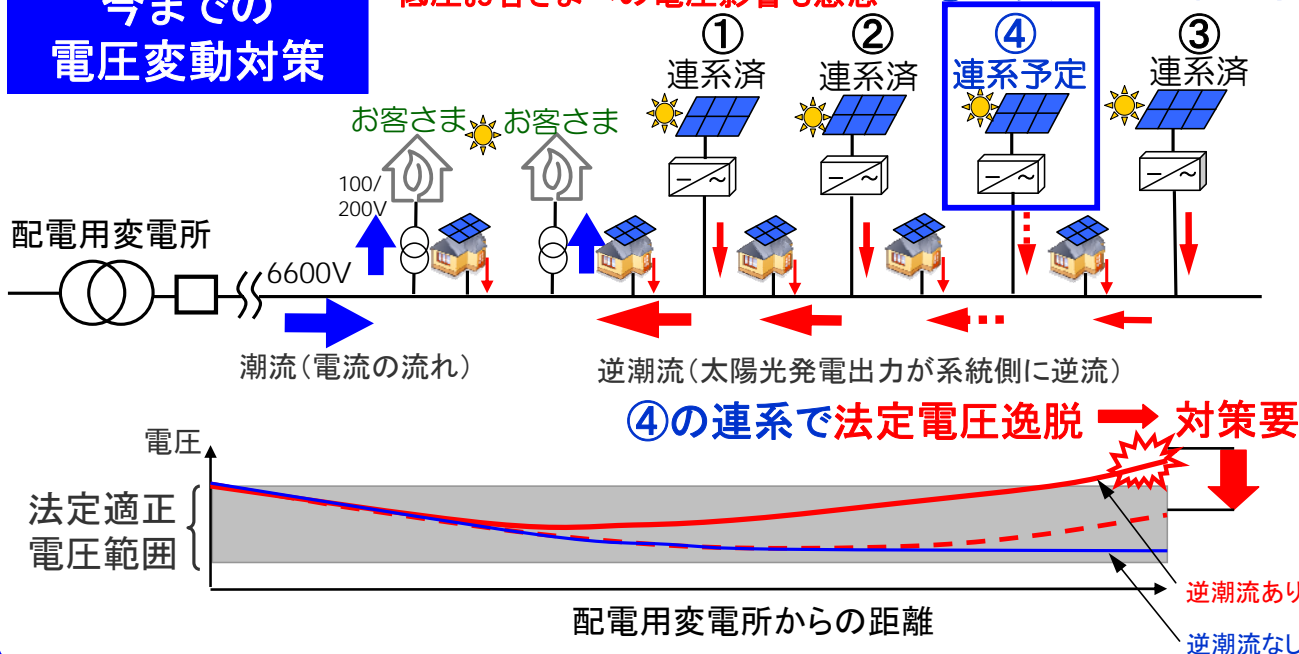 今までの
電圧変動対策
①
連系済
②
連系済
④
連系予定
③
連系済
お客さま
お客さま
100/
200V
配電用変電所
6600V
潮流(電流の流れ)
逆潮流(太陽光発電出力が系統側に逆流)
④の連系で法定電圧逸脱 対策要
電圧
法定適正
電圧範囲
配電用変電所からの距離
逆潮流あり
逆潮流なし